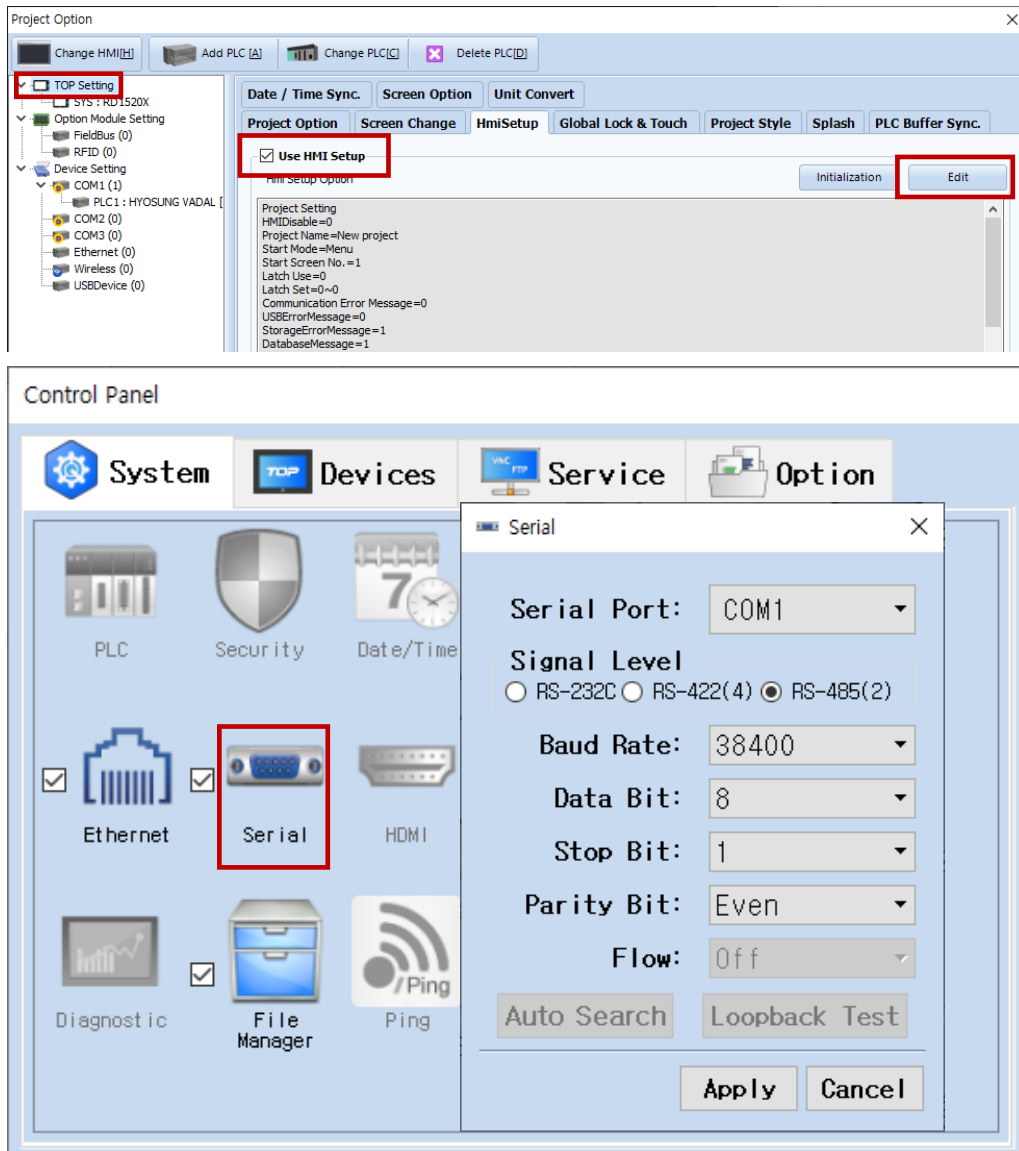 Project Option
Change HMI[H] Add PLC [A] Change PLC[C] Delete PLC[D]
TOP Setting
SYS : RD1520X
Option Module Setting
FieldBus (0)
RFID (0)
Device Setting
COM1 (1)
PLC1 : HYOSUNG VADAL [
COM2 (0)
COM3 (0)
Ethernet (0)
Wireless (0)
USBDevice (0)
Date / Time Sync. Screen Option Unit Convert
Project Option Screen Change HmiSetup Global Lock & Touch Project Style Splash PLC Buffer Sync.
Use HMI Setup
Hmi Setup Option
Initialization Edit
Project Setting
HMIDisable=0
Project Name=New project
Start Mode=Menu
Start Screen No.=1
Latch Use=0
Latch Set=0~0
Communication Error Message=0
USBErrorMessage=0
StorageErrorMessage=1
DatabaseMessage=1
Control Panel
System Devices Service Option
TOP
VNC
FTP
PLC Security Date/Time
7
Ethernet Serial HDMI
Diagnostic File Manager Ping
/Ping
Serial
Serial Port: COM1
Signal Level
RS-232C RS-422(4) RS-485(2)
Baud Rate: 38400
Data Bit: 8
Stop Bit: 1
Parity Bit: Even
Flow: Off
Auto Search Loopback Test
Apply Cancel